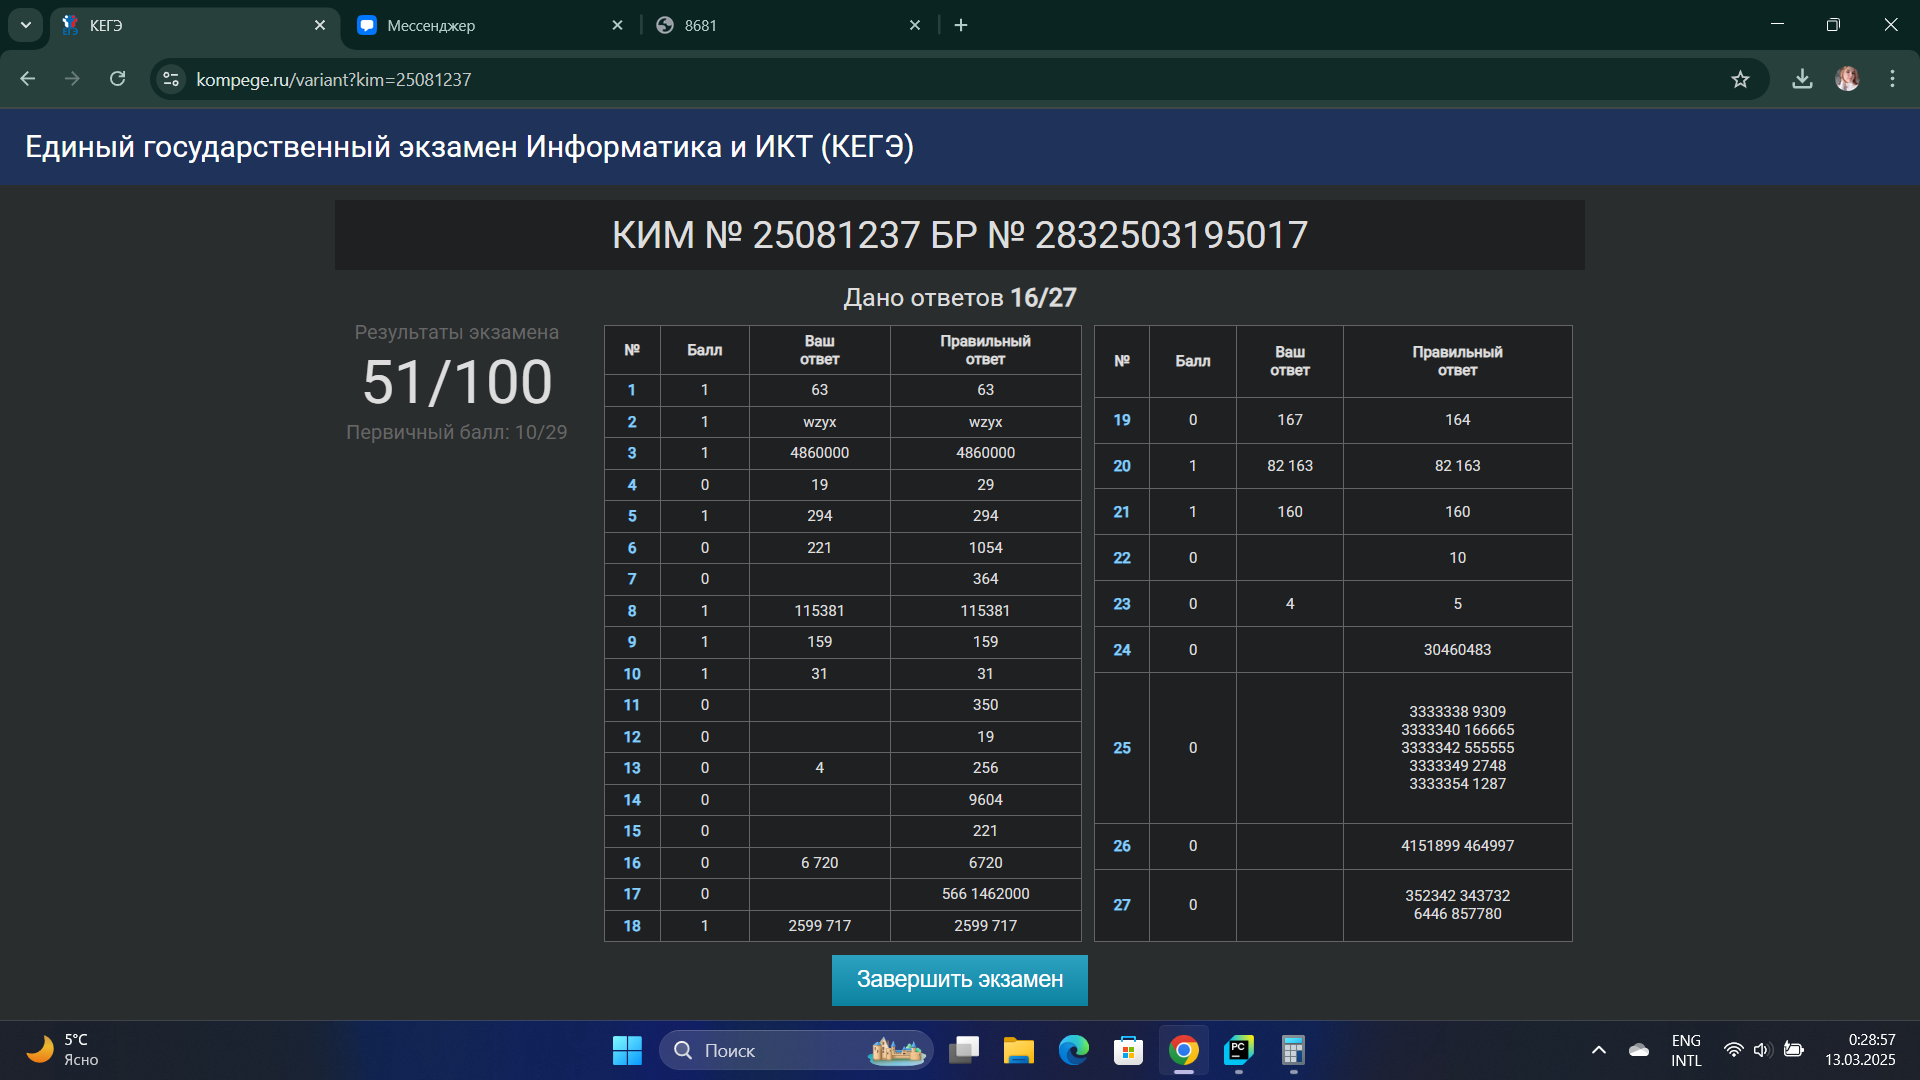 КЕГЭ
Мессенджер
8681
kompege.ru/variant?kim=25081237
Единый государственный экзамен Информатика и ИКТ (КЕГЭ)
КИМ № 25081237 БР № 2832503195017
Дано ответов 16/27
Результаты экзамена
51/100
Первичный балл: 10/29
№ Балл Ваш ответ Правильный ответ
1 1 63 63
2 1 wzyx wzyx
3 1 4860000 4860000
4 0 19 29
5 1 294 294
6 0 221 1054
7 0 364
8 1 115381 115381
9 1 159 159
10 1 31 31
11 0 350
12 0 19
13 0 4 256
14 0 9604
15 0 221
16 0 6 720 6720
17 0 566 1462000
18 1 2599 717 2599 717
№ Балл Ваш ответ Правильный ответ
19 0 167 164
20 1 82 163 82 163
21 1 160 160
22 0 10
23 0 4 5
24 0 30460483
25 0 3333338 9309
3333340 166665
3333342 555555
3333349 2748
3333354 1287
26 0 4151899 464997
27 0 352342 343732
6446 857780
Завершить экзамен
5°C
Ясно
Поиск
PC
ENG
INTL
0:28:57
13.03.2025